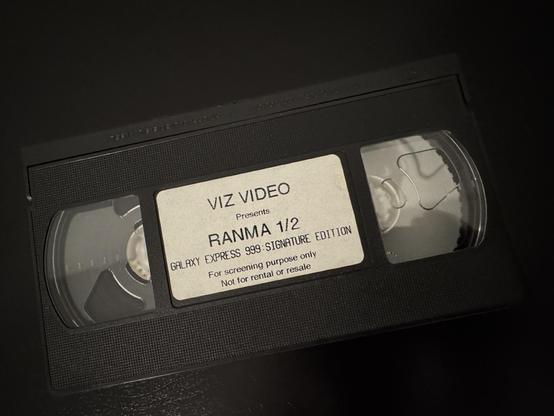 VIZ VIDEO
Presents
RANMA 1/2
GALAXY EXPRESS 999:SIGNATURE EDITION
For screening purpose only
Not for rental or resale